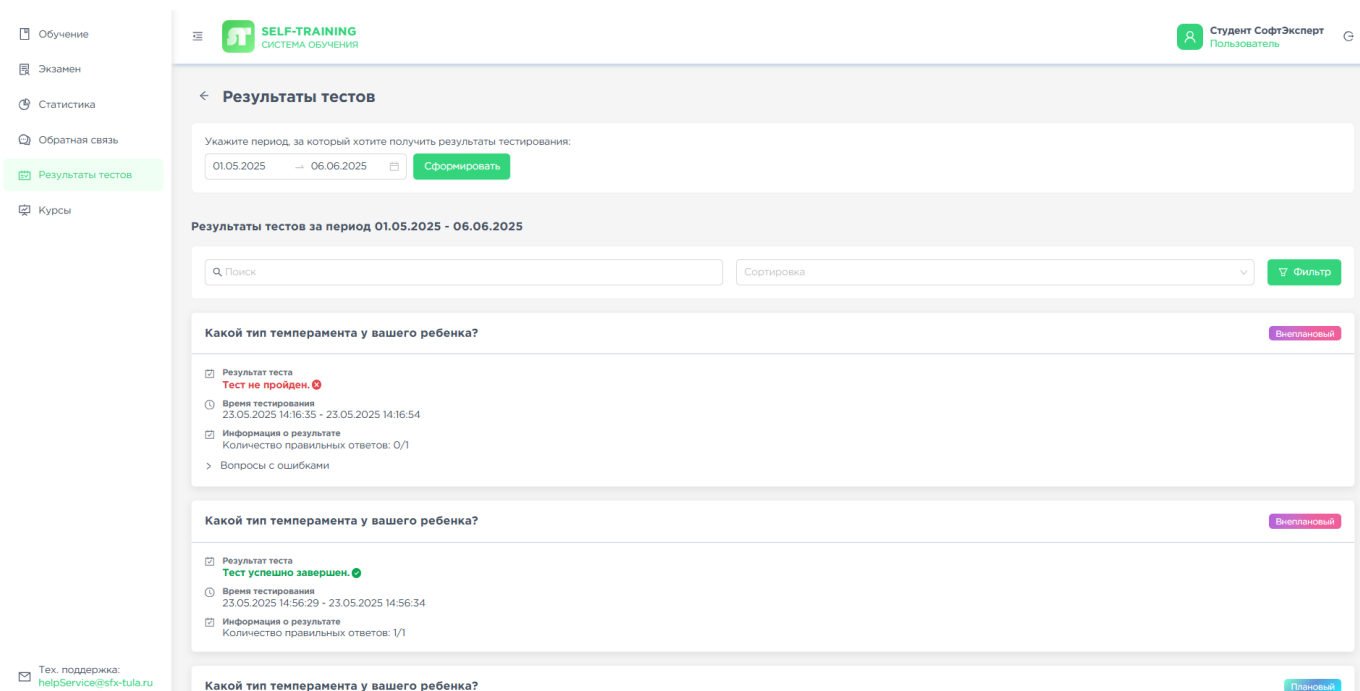 Обучение
Экзамен
Статистика
Обратная связь
Результаты тестов
Курсы
Тех. поддержка:
helpService@sfx-tula.ru
ST
SELF-TRAINING
СИСТЕМА ОБУЧЕНИЯ
Студент СофтЭксперт
Пользователь
Результаты тестов
Укажите период, за который хотите получить результаты тестирования:
01.05.2025 → 06.06.2025 Сформировать
Результаты тестов за период 01.05.2025 - 06.06.2025
Поиск Сортировка Фильтр
Какой тип темперамента у вашего ребенка? Внеплановый
Результат теста
Тест не пройден.
Время тестирования
23.05.2025 14:16:35 - 23.05.2025 14:16:54
Информация о результате
Количество правильных ответов: 0/1
Вопросы с ошибками
Какой тип темперамента у вашего ребенка? Внеплановый
Результат теста
Тест успешно завершен.
Время тестирования
23.05.2025 14:56:29 - 23.05.2025 14:56:34
Информация о результате
Количество правильных ответов: 1/1
Какой тип темперамента у вашего ребенка? Плановый